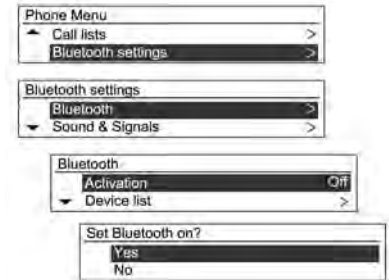 Phone Menu
Call lists >
Bluetooth settings >
Bluetooth settings
Bluetooth >
Sound & Signals >
Bluetooth
Activation Off
Device list >
Set Bluetooth on?
Yes
No